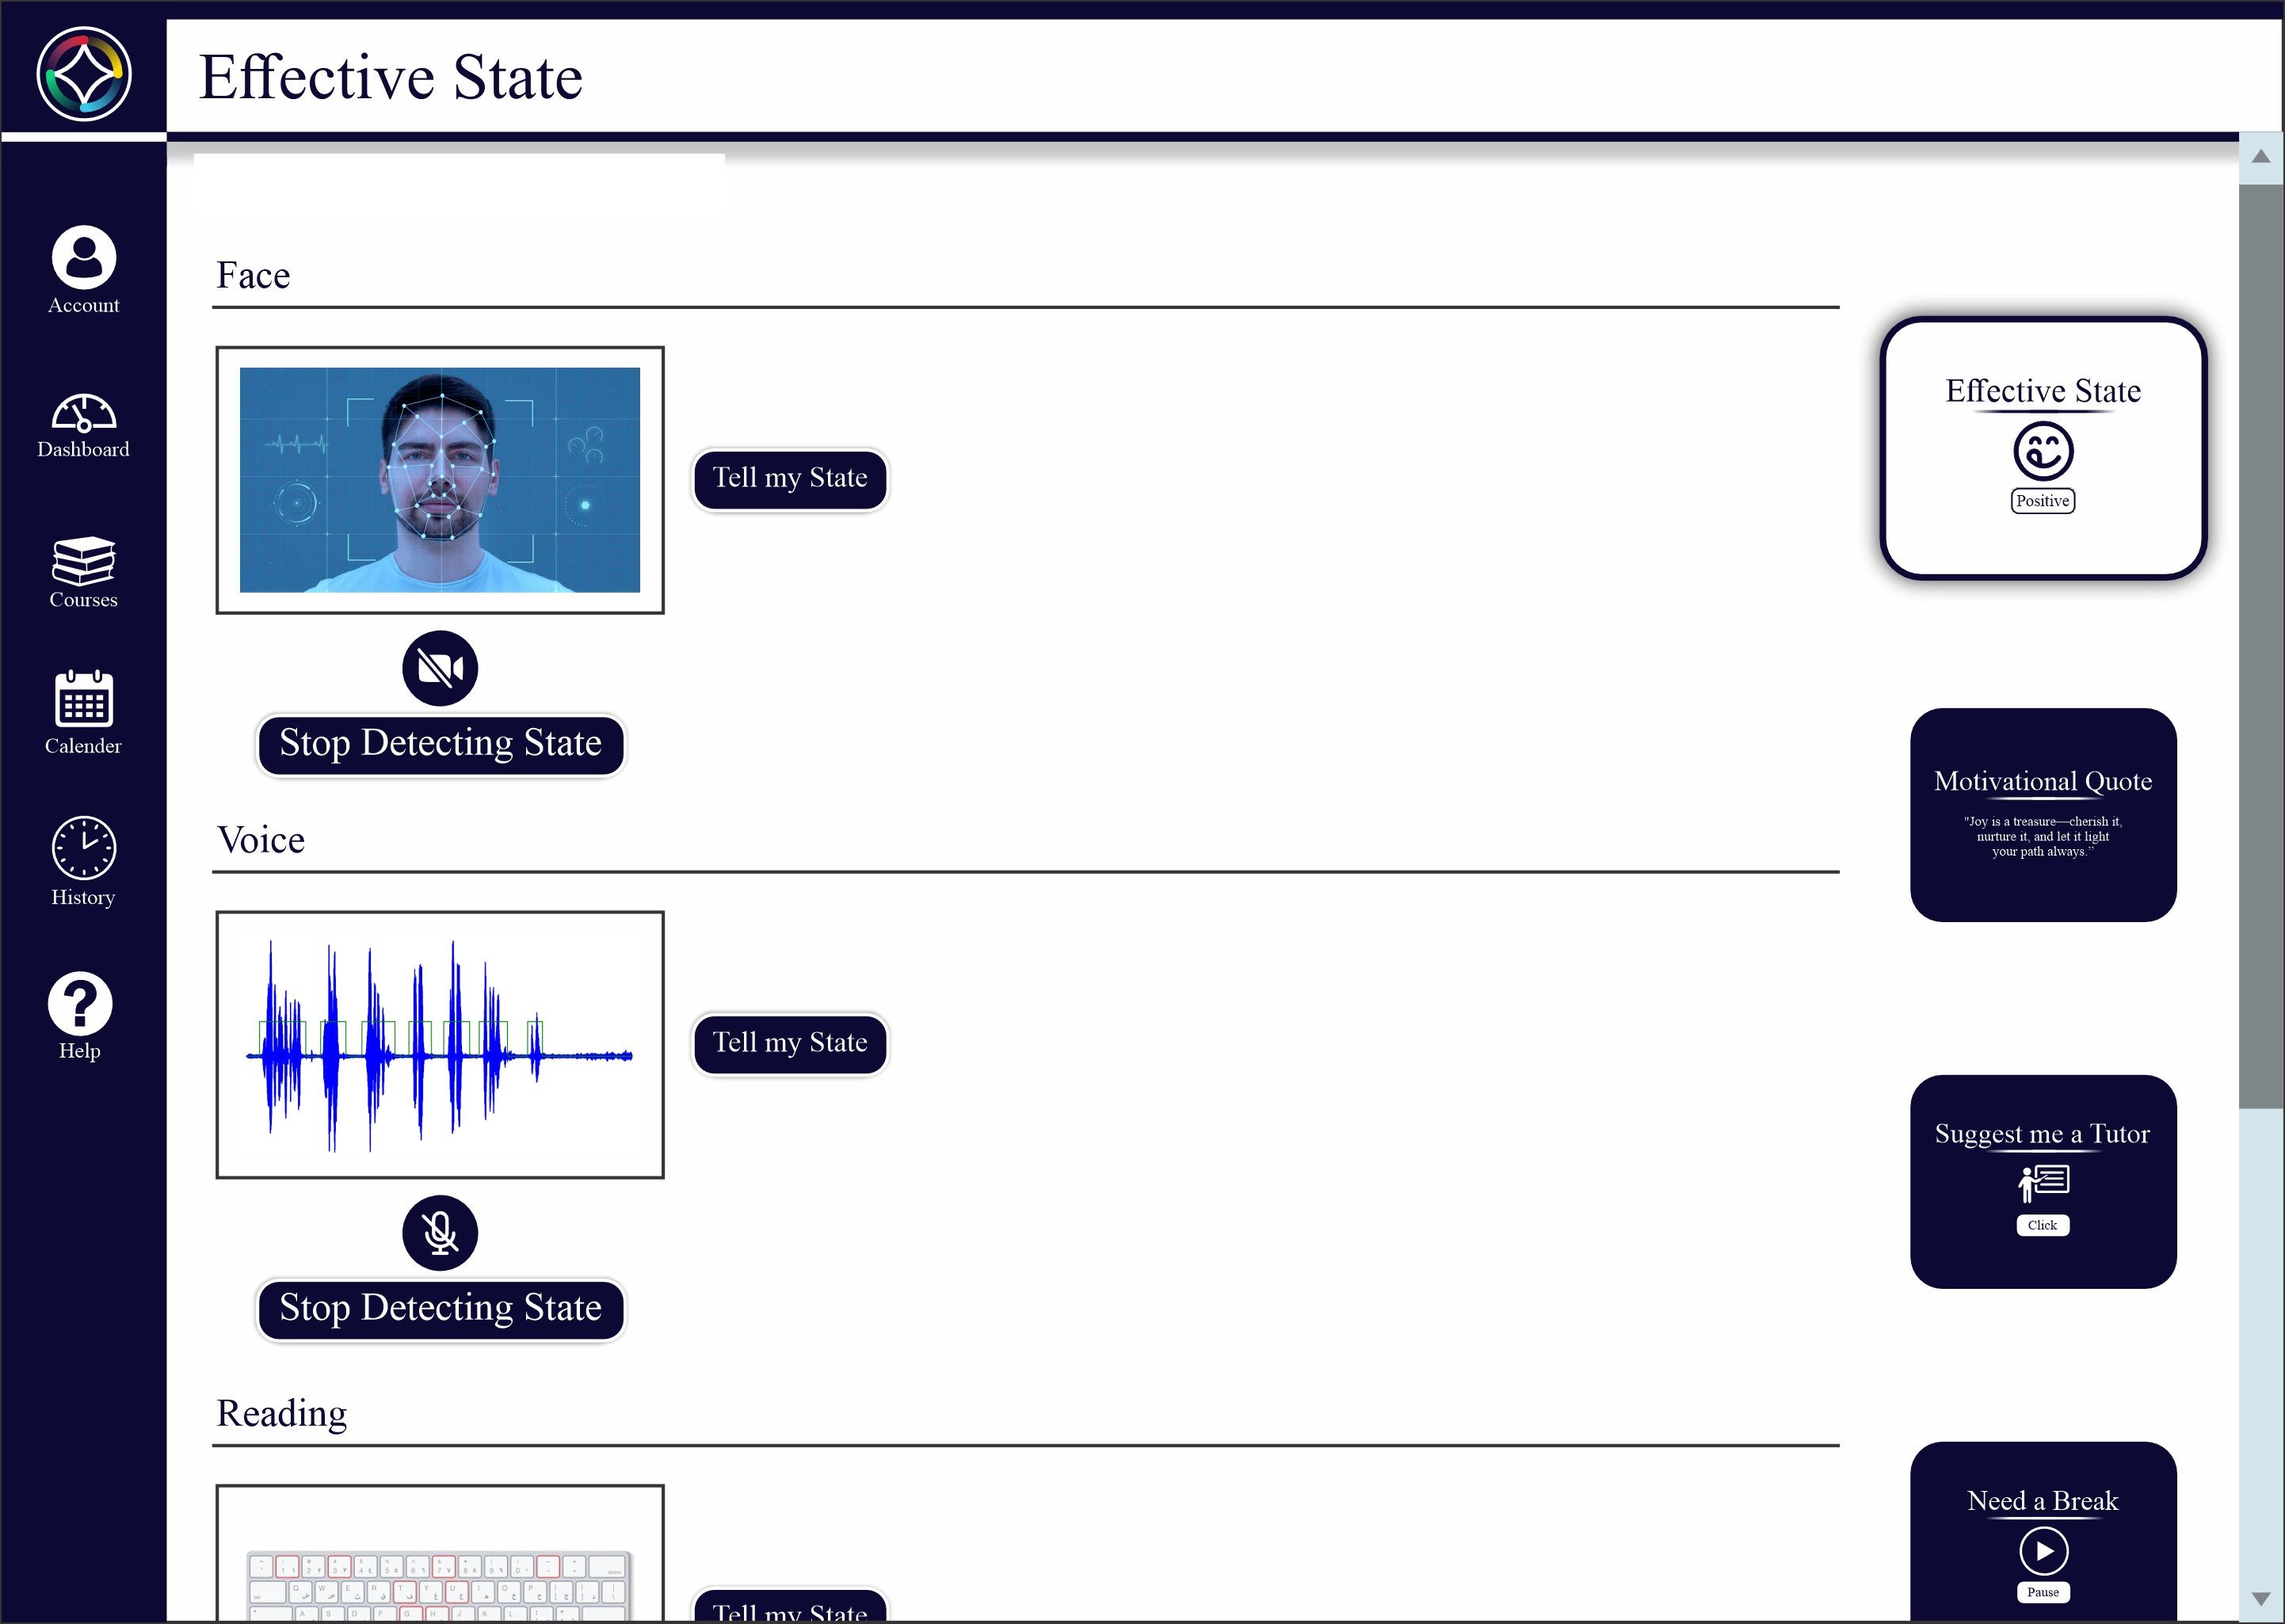 Effective State
Account
Dashboard
Courses
Calender
History
Help
Face
Tell my State
Stop Detecting State
Voice
Tell my State
Stop Detecting State
Reading
Tell my State
Effective State
Positive
Motivational Quote
"Joy is a treasure—cherish it,
nurture it, and let it light
your path always.”
Suggest me a Tutor
Click
Need a Break
Pause